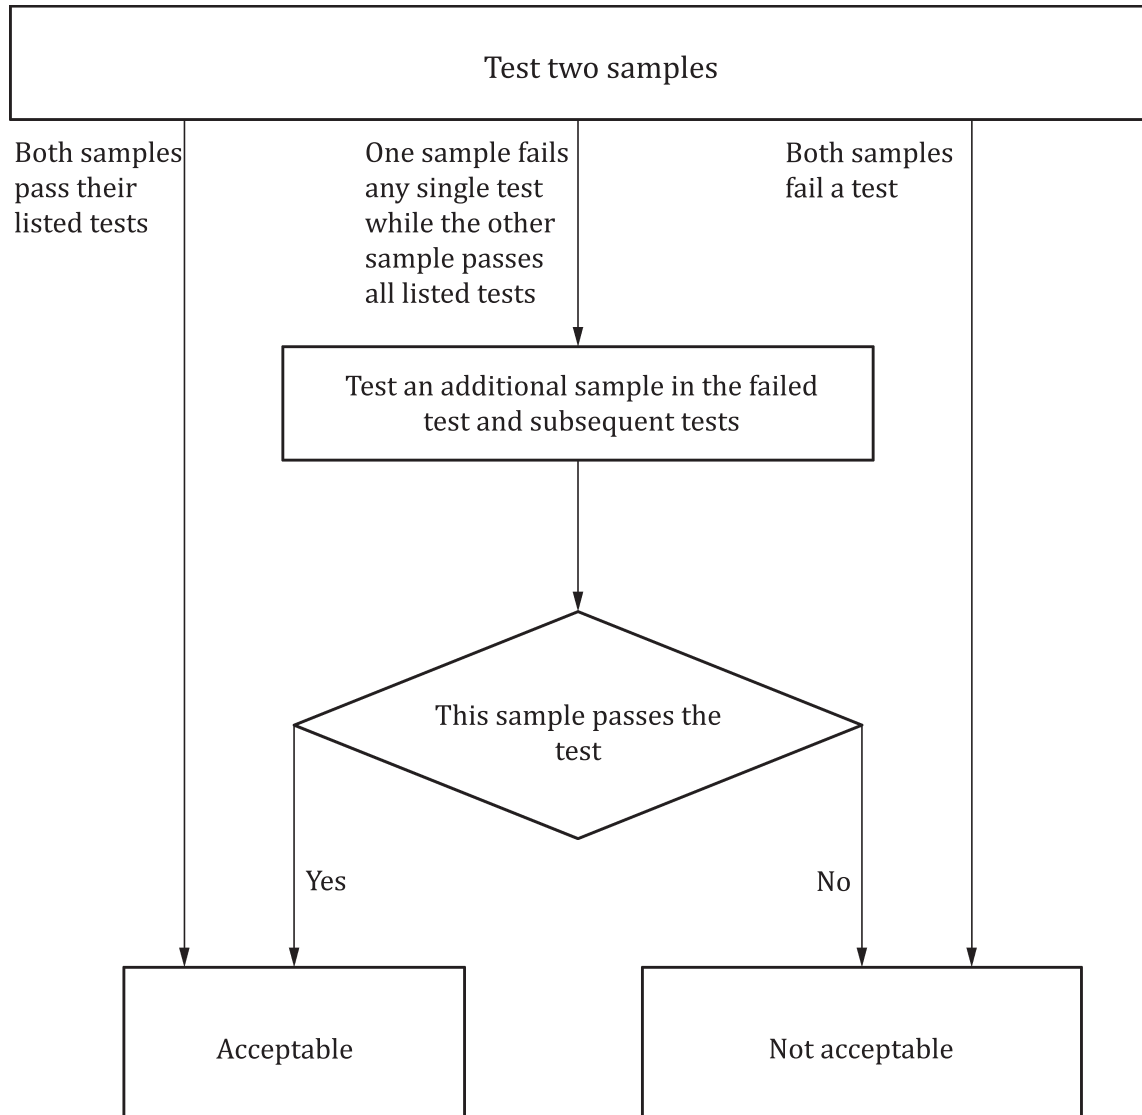 Test two samples
Both samples
pass their
listed tests
One sample fails
any single test
while the other
sample passes
all listed tests
Both samples
fail a test
Test an additional sample in the failed
test and subsequent tests
This sample passes the
test
Yes
No
Acceptable
Not acceptable